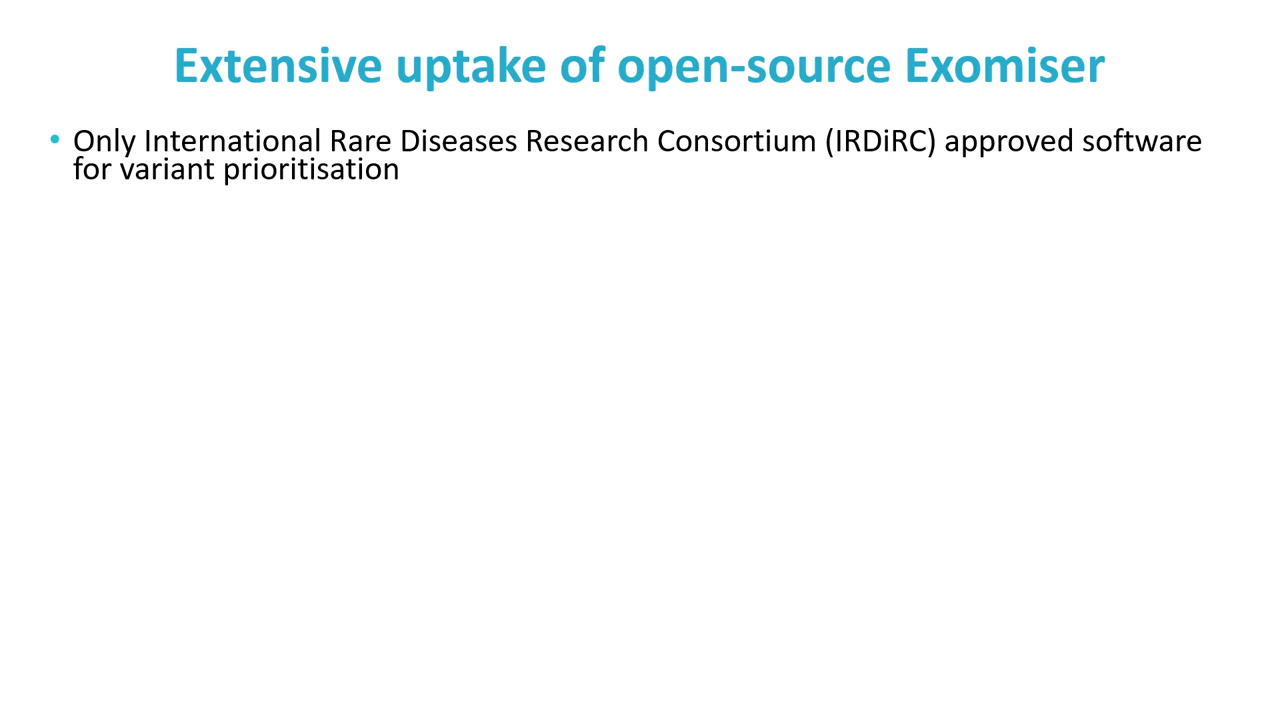 Extensive uptake of open-source Exomiser
• Only International Rare Diseases Research Consortium (IRDiRC) approved software
for variant prioritisation